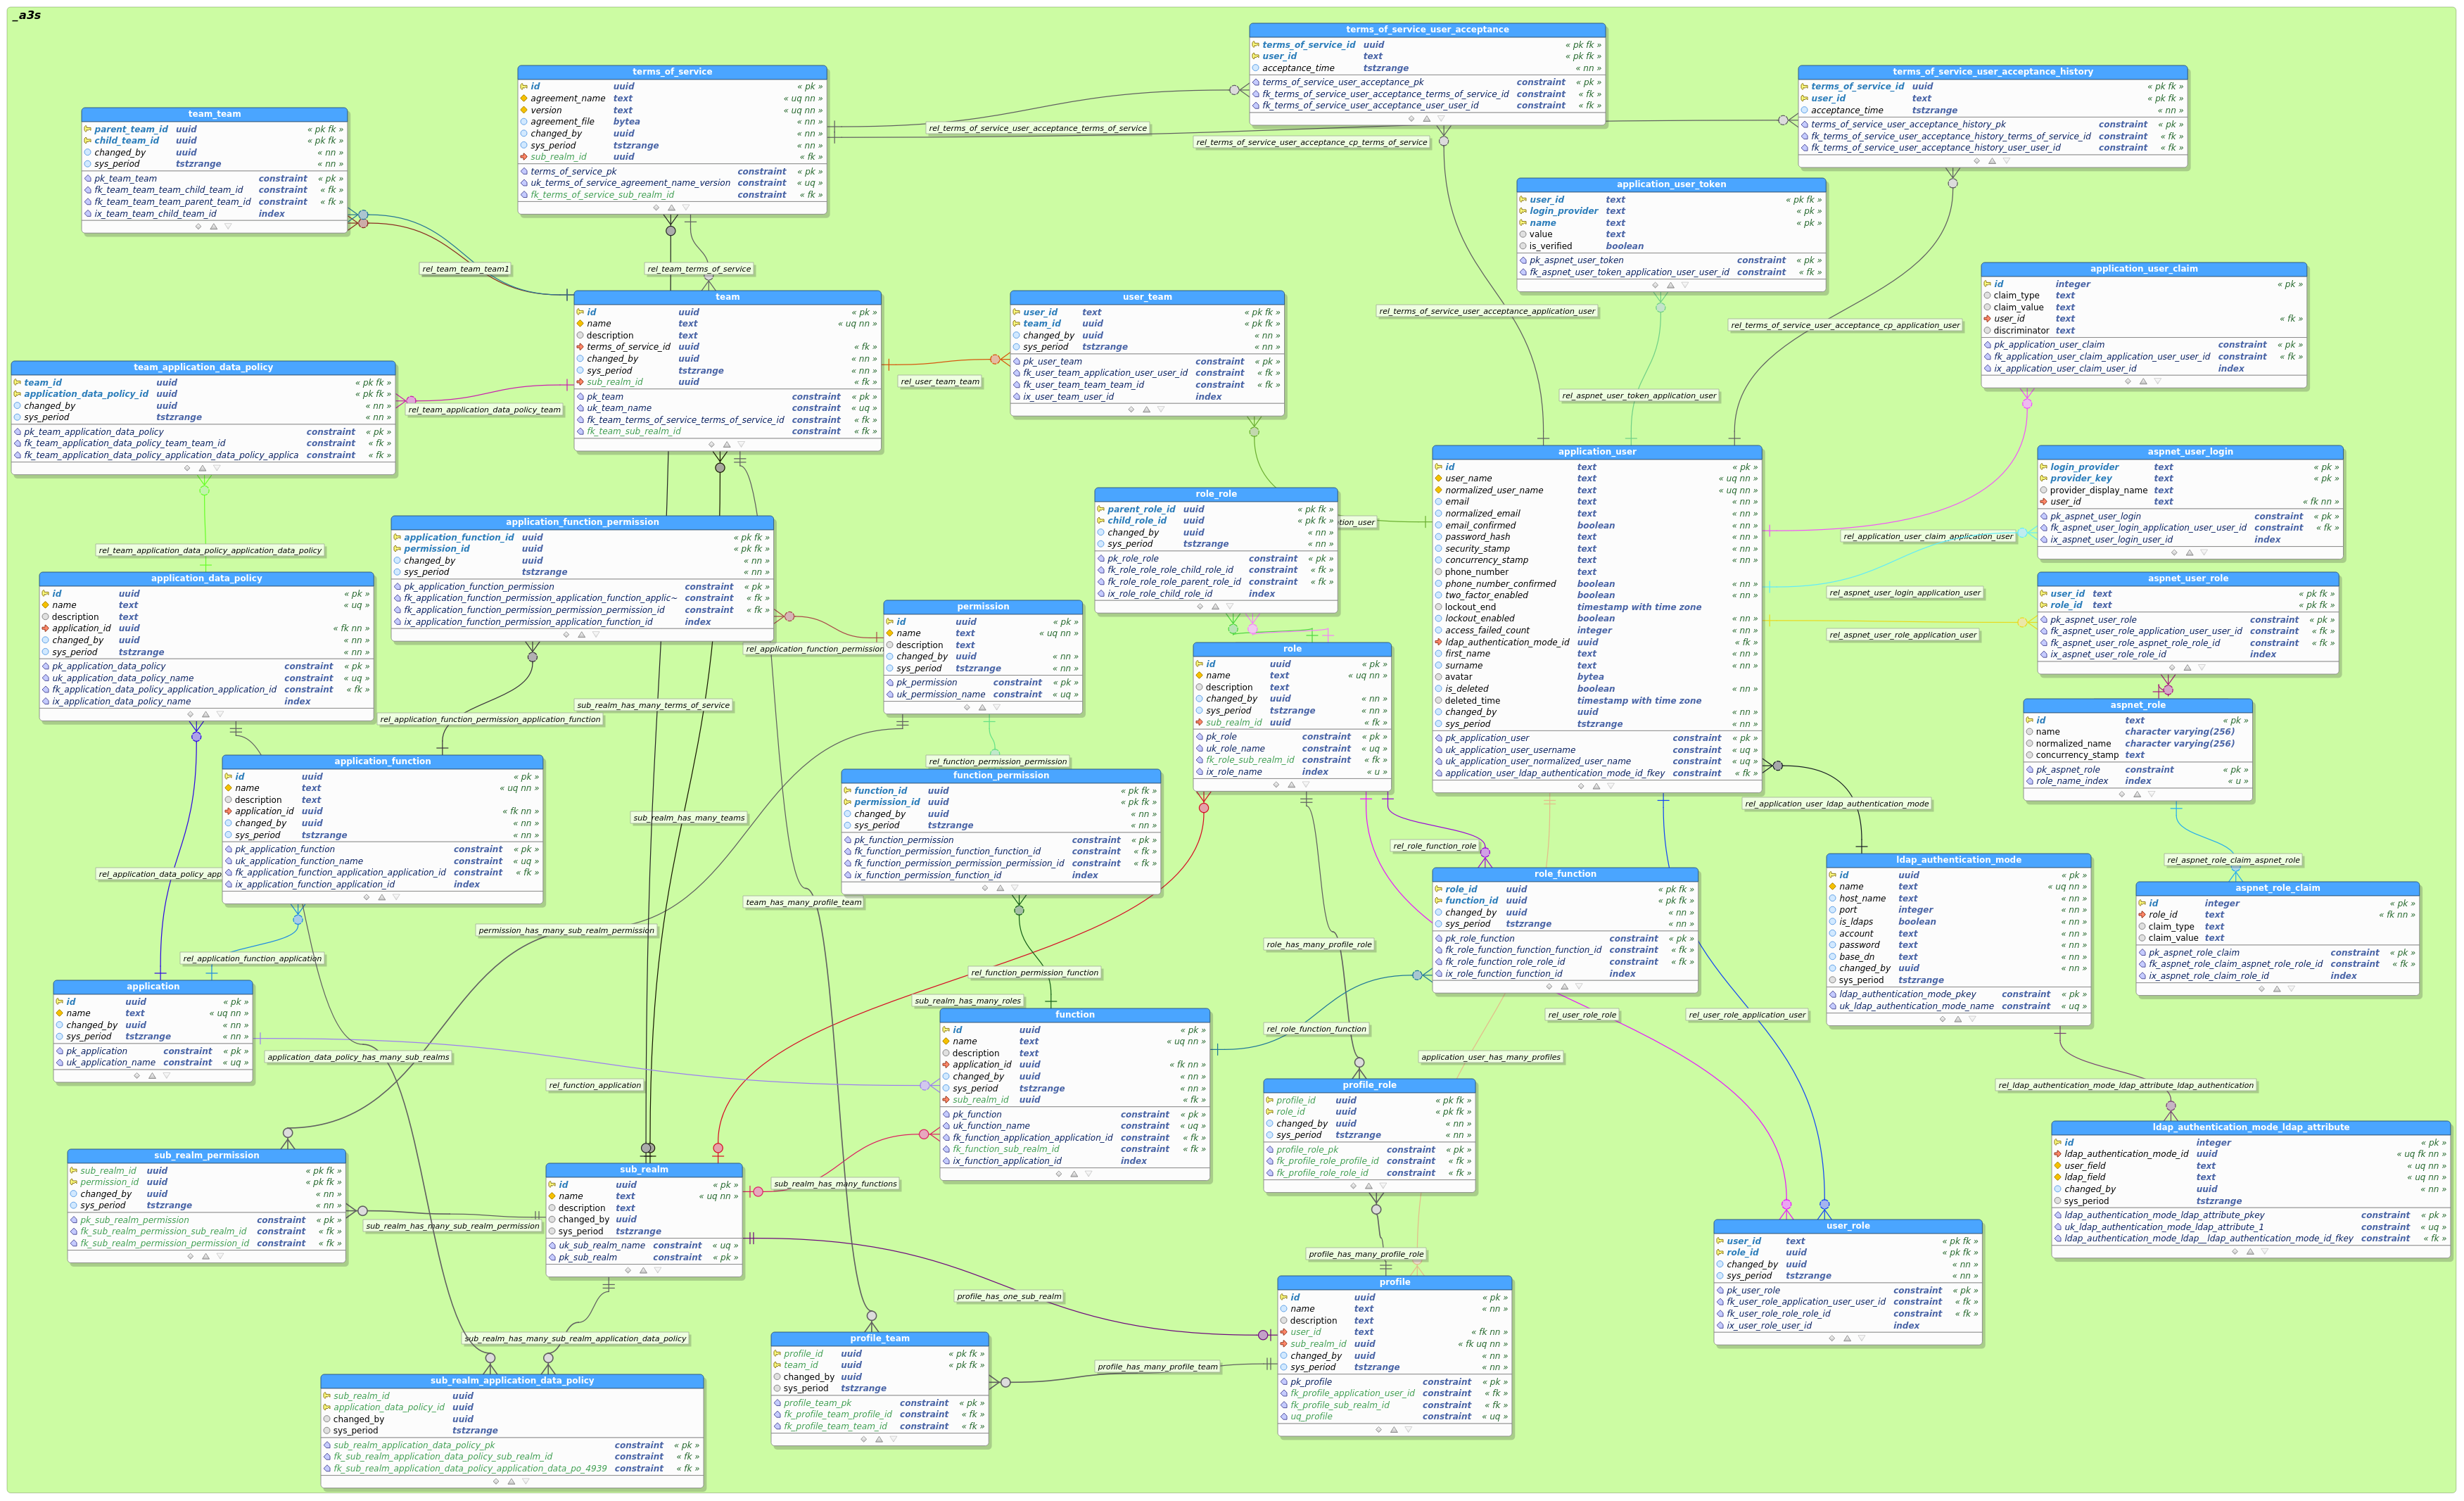 _a3s
terms_of_service_user_acceptance
terms_of_service_id uuid « pk fk »
user_id text « pk fk »
acceptance_time tstzrange « nn »
terms_of_service_user_acceptance_pk constraint « pk »
fk_terms_of_service_user_acceptance_terms_of_service_id constraint « fk »
fk_terms_of_service_user_acceptance_user_user_id constraint « fk »
terms_of_service
id uuid « pk »
agreement_name text « uq nn »
version text « uq nn »
agreement_file bytea « nn »
changed_by uuid « nn »
sys_period tstzrange « nn »
sub_realm_id uuid « fk »
terms_of_service_pk constraint « pk »
uk_terms_of_service_agreement_name_version constraint « uq »
fk_terms_of_service_sub_realm_id constraint « fk »
terms_of_service_user_acceptance_history
terms_of_service_id uuid « pk fk »
user_id text « pk fk »
acceptance_time tstzrange « nn »
terms_of_service_user_acceptance_history_pk constraint « pk »
fk_terms_of_service_user_acceptance_history_terms_of_service_id constraint « fk »
fk_terms_of_service_user_acceptance_history_user_user_id constraint « fk »
team_team
parent_team_id uuid « pk fk »
child_team_id uuid « pk fk »
changed_by uuid « nn »
sys_period tstzrange « nn »
pk_team_team constraint « pk »
fk_team_team_team_child_team_id constraint « fk »
fk_team_team_team_parent_team_id constraint « fk »
ix_team_team_child_team_id index
rel_terms_of_service_user_acceptance_terms_of_service
rel_terms_of_service_user_acceptance_cp_terms_of_service
application_user_token
user_id text « pk fk »
login_provider text « pk »
name text « pk »
value text
is_verified boolean
pk_aspnet_user_token constraint « pk »
fk_aspnet_user_token_application_user_user_id constraint « fk »
rel_team_team_team1
rel_team_terms_of_service
application_user_claim
id integer « pk »
claim_type text
claim_value text
user_id text « fk »
discriminator text
pk_application_user_claim constraint « pk »
fk_application_user_claim_application_user_user_id constraint « fk »
ix_application_user_claim_user_id index
team
id uuid « pk »
name text « uq nn »
description text
terms_of_service_id uuid « fk »
changed_by uuid « nn »
sys_period tstzrange « nn »
sub_realm_id uuid « fk »
pk_team constraint « pk »
uk_team_name constraint « uq »
fk_team_terms_of_service_terms_of_service_id constraint « fk »
fk_team_sub_realm_id constraint « fk »
user_team
user_id text « pk fk »
team_id uuid « pk fk »
changed_by uuid « nn »
sys_period tstzrange « nn »
pk_user_team constraint « pk »
fk_user_team_application_user_user_id constraint « fk »
fk_user_team_team_team_id constraint « fk »
ix_user_team_user_id index
rel_terms_of_service_user_acceptance_application_user
rel_terms_of_service_user_acceptance_cp_application_user
team_application_data_policy
team_id uuid « pk fk »
application_data_policy_id uuid « pk fk »
changed_by uuid « nn »
sys_period tstzrange « nn »
pk_team_application_data_policy constraint « pk »
fk_team_application_data_policy_team_team_id constraint « fk »
fk_team_application_data_policy_application_data_policy_applica constraint « fk »
rel_user_team_team
rel_team_application_data_policy_team
rel_aspnet_user_token_application_user
application_user
id text « pk »
user_name text « uq nn »
normalized_user_name text « uq nn »
email text « nn »
normalized_email text « nn »
email_confirmed boolean « nn »
password_hash text « nn »
security_stamp text « nn »
concurrency_stamp text « nn »
phone_number text
phone_number_confirmed boolean « nn »
two_factor_enabled boolean « nn »
lockout_end timestamp with time zone
lockout_enabled boolean « nn »
access_failed_count integer « nn »
ldap_authentication_mode_id uuid « fk »
first_name text « nn »
surname text « nn »
avatar bytea
is_deleted boolean « nn »
deleted_time timestamp with time zone
changed_by uuid « nn »
sys_period tstzrange « nn »
pk_application_user constraint « pk »
uk_application_user_username constraint « uq »
uk_application_user_normalized_user_name constraint « uq »
application_user_ldap_authentication_mode_id_fkey constraint « fk »
aspnet_user_login
login_provider text « pk »
provider_key text « pk »
provider_display_name text
user_id text « fk nn »
pk_aspnet_user_login constraint « pk »
fk_aspnet_user_login_application_user_user_id constraint « fk »
ix_aspnet_user_login_user_id index
role_role
parent_role_id uuid « pk fk »
child_role_id uuid « pk fk »
changed_by uuid « nn »
sys_period tstzrange « nn »
pk_role_role constraint « pk »
fk_role_role_role_child_role_id constraint « fk »
fk_role_role_role_parent_role_id constraint « fk »
ix_role_role_child_role_id index
tion_user
application_function_permission
application_function_id uuid « pk fk »
permission_id uuid « pk fk »
changed_by uuid « nn »
sys_period tstzrange « nn »
pk_application_function_permission constraint « pk »
fk_application_function_permission_application_function_applic~ constraint « fk »
fk_application_function_permission_permission_permission_id constraint « fk »
ix_application_function_permission_application_function_id index
rel_application_user_claim_application_user
rel_team_application_data_policy_application_data_policy
application_data_policy
id uuid « pk »
name text « uq »
description text
application_id uuid « fk nn »
changed_by uuid « nn »
sys_period tstzrange « nn »
pk_application_data_policy constraint « pk »
uk_application_data_policy_name constraint « uq »
fk_application_data_policy_application_application_id constraint « fk »
ix_application_data_policy_name index
aspnet_user_role
user_id text « pk fk »
role_id text « pk fk »
pk_aspnet_user_role constraint « pk »
fk_aspnet_user_role_application_user_user_id constraint « fk »
fk_aspnet_user_role_aspnet_role_role_id constraint « fk »
ix_aspnet_user_role_role_id index
rel_aspnet_user_login_application_user
rel_aspnet_user_role_application_user
permission
id uuid « pk »
name text « uq nn »
description text
changed_by uuid « nn »
sys_period tstzrange « nn »
pk_permission constraint « pk »
uk_permission_name constraint « uq »
rel_application_function_permission
role
id uuid « pk »
name text « uq nn »
description text
changed_by uuid « nn »
sys_period tstzrange « nn »
sub_realm_id uuid « fk »
pk_role constraint « pk »
uk_role_name constraint « uq »
fk_role_sub_realm_id constraint « fk »
ix_role_name index « u »
aspnet_role
id text « pk »
name character varying(256)
normalized_name character varying(256)
concurrency_stamp text
pk_aspnet_role constraint « pk »
role_name_index index « u »
sub_realm_has_many_terms_of_service
rel_application_function_permission_application_function
application_function
id uuid « pk »
name text « uq nn »
description text
application_id uuid « fk nn »
changed_by uuid « nn »
sys_period tstzrange « nn »
pk_application_function constraint « pk »
uk_application_function_name constraint « uq »
fk_application_function_application_application_id constraint « fk »
ix_application_function_application_id index
rel_function_permission_permission
function_permission
function_id uuid « pk fk »
permission_id uuid « pk fk »
changed_by uuid « nn »
sys_period tstzrange « nn »
pk_function_permission constraint « pk »
fk_function_permission_function_function_id constraint « fk »
fk_function_permission_permission_permission_id constraint « fk »
ix_function_permission_function_id index
rel_application_user_ldap_authentication_mode
sub_realm_has_many_teams
rel_role_function_role
ldap_authentication_mode
id uuid « pk »
name text « uq nn »
host_name text « nn »
port integer « nn »
is_ldaps boolean « nn »
account text « nn »
password text « nn »
base_dn text « nn »
changed_by uuid « nn »
sys_period tstzrange
ldap_authentication_mode_pkey constraint « pk »
uk_ldap_authentication_mode_name constraint « uq »
rel_aspnet_role_claim_aspnet_role
aspnet_role_claim
id integer « pk »
role_id text « fk nn »
claim_type text
claim_value text
pk_aspnet_role_claim constraint « pk »
fk_aspnet_role_claim_aspnet_role_role_id constraint « fk »
ix_aspnet_role_claim_role_id index
rel_application_data_policy_app
role_function
role_id uuid « pk fk »
function_id uuid « pk fk »
changed_by uuid « nn »
sys_period tstzrange « nn »
pk_role_function constraint « pk »
fk_role_function_function_function_id constraint « fk »
fk_role_function_role_role_id constraint « fk »
ix_role_function_function_id index
team_has_many_profile_team
permission_has_many_sub_realm_permission
role_has_many_profile_role
rel_application_function_application
rel_function_permission_function
application
id uuid « pk »
name text « uq nn »
changed_by uuid « nn »
sys_period tstzrange « nn »
pk_application constraint « pk »
uk_application_name constraint « uq »
sub_realm_has_many_roles
function
id uuid « pk »
name text « uq nn »
description text
application_id uuid « fk nn »
changed_by uuid « nn »
sys_period tstzrange « nn »
sub_realm_id uuid « fk »
pk_function constraint « pk »
uk_function_name constraint « uq »
fk_function_application_application_id constraint « fk »
fk_function_sub_realm_id constraint « fk »
ix_function_application_id index
rel_user_role_role
rel_user_role_application_user
rel_role_function_function
application_data_policy_has_many_sub_realms
application_user_has_many_profiles
rel_function_application
rel_ldap_authentication_mode_ldap_attribute_ldap_authentication
profile_role
profile_id uuid « pk fk »
role_id uuid « pk fk »
changed_by uuid « nn »
sys_period tstzrange « nn »
profile_role_pk constraint « pk »
fk_profile_role_profile_id constraint « fk »
fk_profile_role_role_id constraint « fk »
ldap_authentication_mode_ldap_attribute
id integer « pk »
ldap_authentication_mode_id uuid « uq fk nn »
user_field text « uq nn »
ldap_field text « uq nn »
changed_by uuid « nn »
sys_period tstzrange
ldap_authentication_mode_ldap_attribute_pkey constraint « pk »
uk_ldap_authentication_mode_ldap_attribute_1 constraint « uq »
ldap_authentication_mode_ldap__ldap_authentication_mode_id_fkey constraint « fk »
sub_realm_permission
sub_realm_id uuid « pk fk »
permission_id uuid « pk fk »
changed_by uuid « nn »
sys_period tstzrange « nn »
pk_sub_realm_permission constraint « pk »
fk_sub_realm_permission_sub_realm_id constraint « fk »
fk_sub_realm_permission_permission_id constraint « fk »
sub_realm
id uuid « pk »
name text « uq nn »
description text
changed_by uuid
sys_period tstzrange
uk_sub_realm_name constraint « uq »
pk_sub_realm constraint « pk »
sub_realm_has_many_functions
sub_realm_has_many_sub_realm_permission
user_role
user_id text « pk fk »
role_id uuid « pk fk »
changed_by uuid « nn »
sys_period tstzrange « nn »
pk_user_role constraint « pk »
fk_user_role_application_user_user_id constraint « fk »
fk_user_role_role_role_id constraint « fk »
ix_user_role_user_id index
profile_has_many_profile_role
profile
id uuid « pk »
name text « nn »
description text
user_id text « fk nn »
sub_realm_id uuid « fk uq nn »
changed_by uuid « nn »
sys_period tstzrange « nn »
pk_profile constraint « pk »
fk_profile_application_user_id constraint « fk »
fk_profile_sub_realm_id constraint « fk »
uq_profile constraint « uq »
profile_has_one_sub_realm
sub_realm_has_many_sub_realm_application_data_policy
profile_team
profile_id uuid « pk fk »
team_id uuid « pk fk »
changed_by uuid
sys_period tstzrange
profile_team_pk constraint « pk »
fk_profile_team_profile_id constraint « fk »
fk_profile_team_team_id constraint « fk »
profile_has_many_profile_team
sub_realm_application_data_policy
sub_realm_id uuid
application_data_policy_id uuid
changed_by uuid
sys_period tstzrange
sub_realm_application_data_policy_pk constraint « pk »
fk_sub_realm_application_data_policy_sub_realm_id constraint « fk »
fk_sub_realm_application_data_policy_application_data_po_4939 constraint « fk »